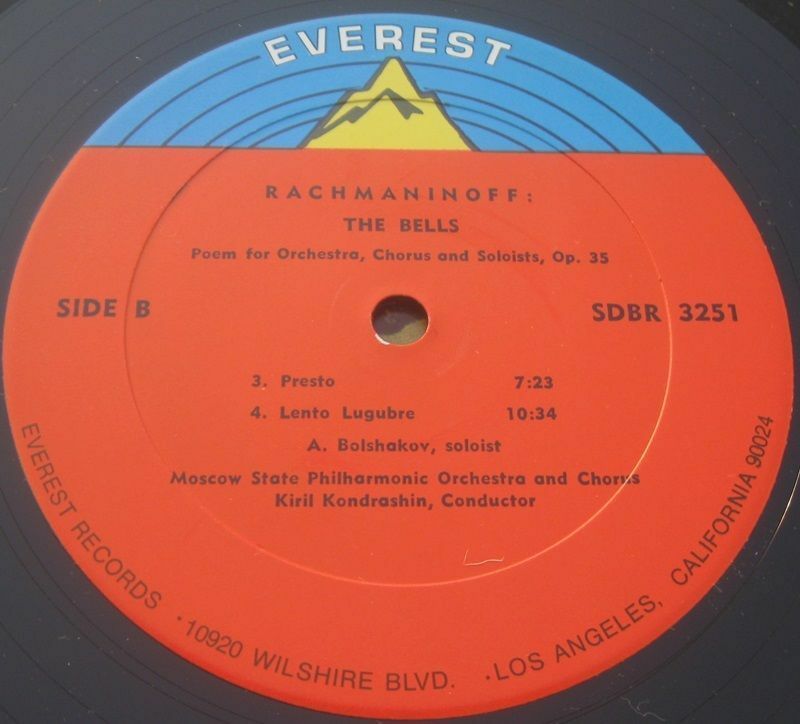 EVEREST
RACHMANINOFF:
THE BELLS
Poem for Orchestra, Chorus and Soloists, Op. 35
SIDE B
SDBR 3251
3. Presto 7:23
4. Lento Lugubre 10:34
A. Bolshakov, soloist
Moscow State Philharmonic Orchestra and Chorus
Kiril Kondrashin, Conductor
EVEREST RECORDS · 10920 WILSHIRE BLVD. · LOS ANGELES, CALIFORNIA 90024